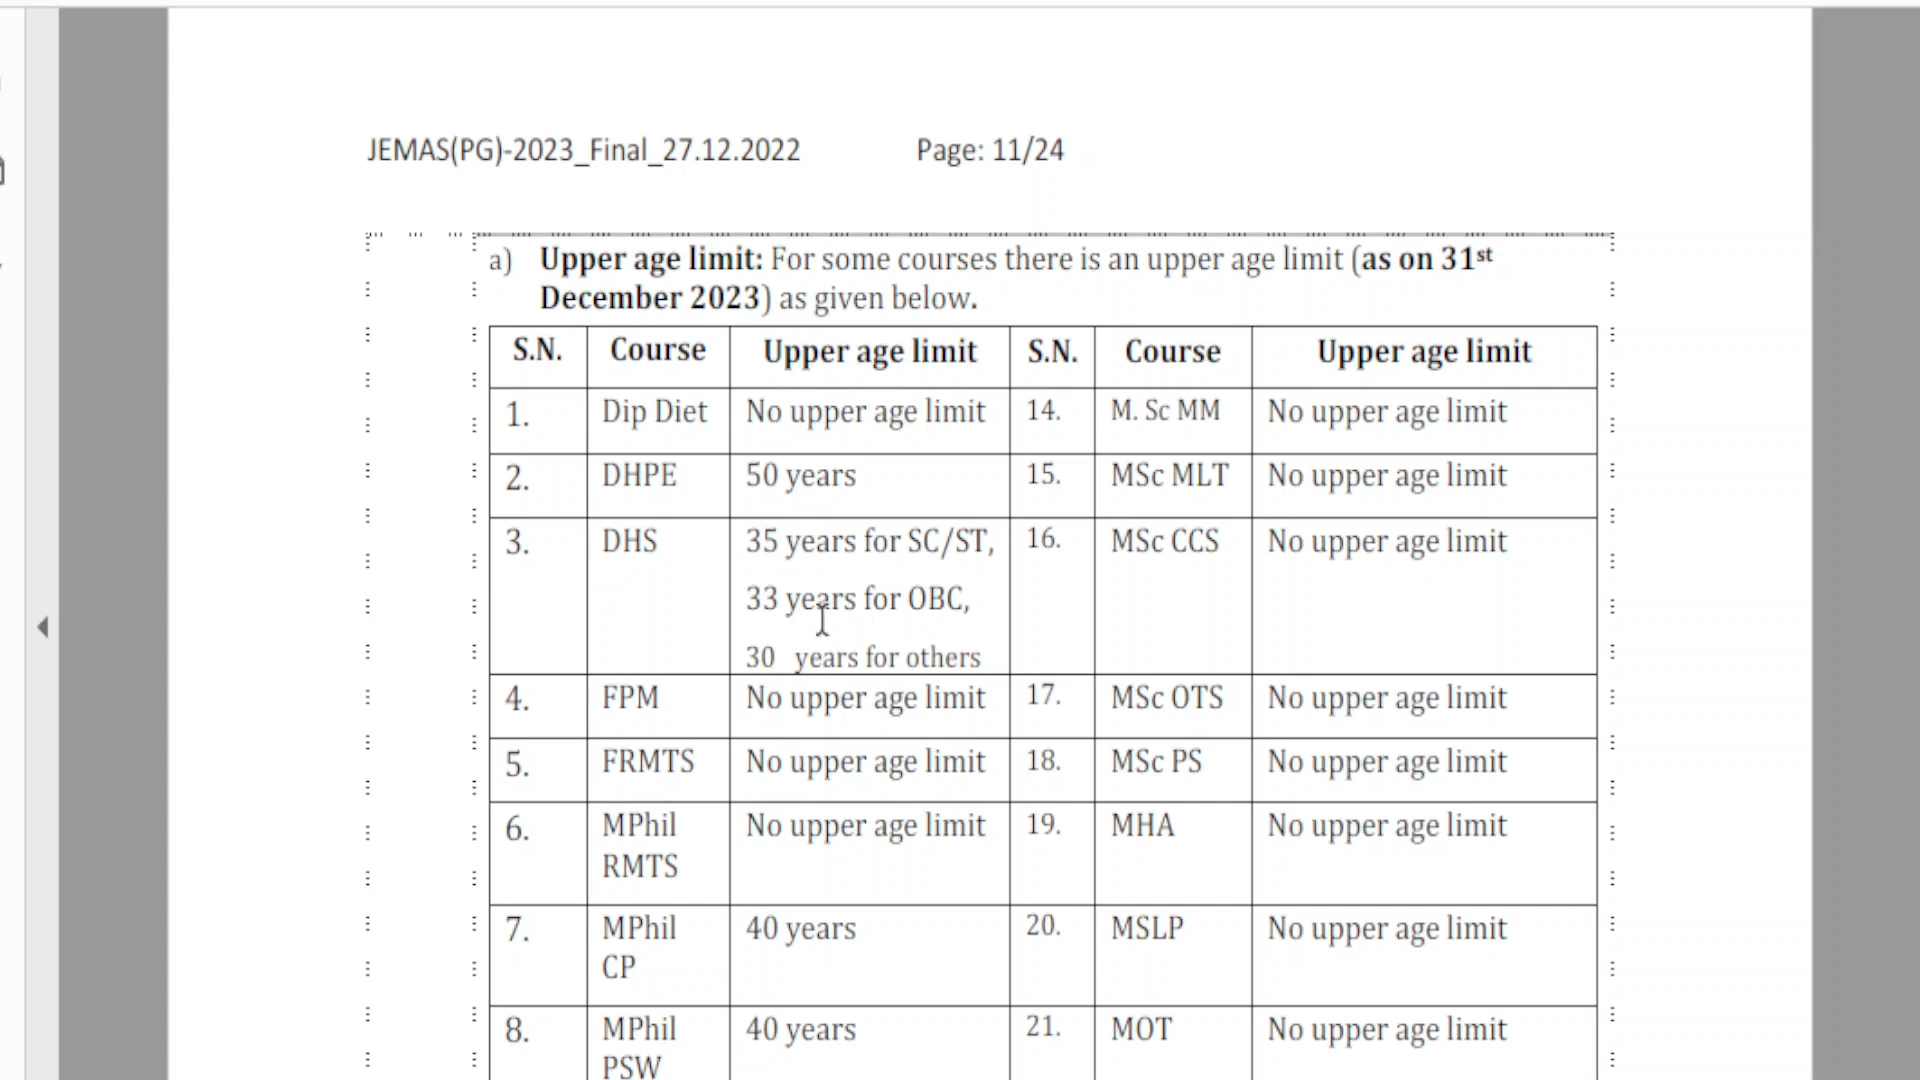 JEMAS(PG)-2023_Final_27.12.2022 Page: 11/24
a) Upper age limit: For some courses there is an upper age limit (as on 31st
December 2023) as given below.
S.N. Course Upper age limit S.N. Course Upper age limit
1. Dip Diet No upper age limit 14. M. Sc MM No upper age limit
2. DHPE 50 years 15. MSc MLT No upper age limit
3. DHS 35 years for SC/ST, 16. MSc CCS No upper age limit
33 years for OBC,
30 years for others
4. FPM No upper age limit 17. MSc OTS No upper age limit
5. FRMTS No upper age limit 18. MSc PS No upper age limit
6. MPhil No upper age limit 19. MHA No upper age limit
RMTS
7. MPhil 40 years 20. MSLP No upper age limit
CP
8. MPhil 40 years 21. MOT No upper age limit
PSW